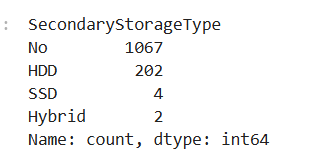 : SecondaryStorageType
No 1067
HDD 202
SSD 4
Hybrid 2
Name: count, dtype: int64